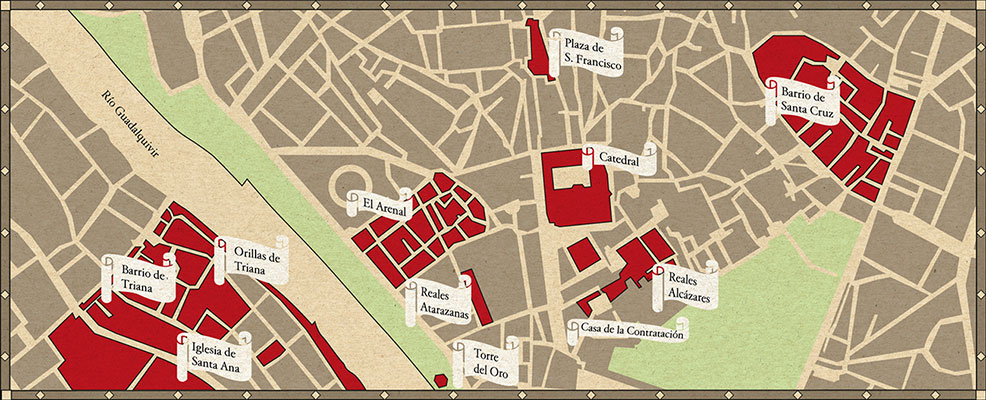 Plaza de
S. Francisco
Barrio de
Santa Cruz
Río Guadalquivir
Catedral
El Arenal
Orillas de
Triana
Barrio de
Triana
Reales
Alcázares
Reales
Atarazanas
Casa de la Contratación
Iglesia de
Santa Ana
Torre
del Oro